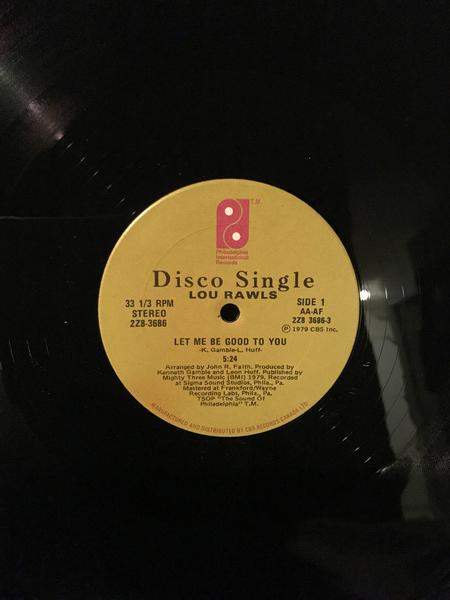 T.M.
Philadelphia
International
Records
Disco Single
LOU RAWLS
33 1/3 RPM
STEREO
2Z8-3686
SIDE 1
AA-AF
2Z8 3686-3
℗ 1979 CBS Inc.
LET ME BE GOOD TO YOU
-K. Gamble-L. Huff-
5:24
Arranged by John R. Faith. Produced by
Kenneth Gamble and Leon Huff. Published by
Mighty Three Music (BMI) 1979. Recorded
at Sigma Sound Studios, Phila., Pa.
Mastered at Frankford/Wayne
Recording Labs, Phila., Pa.
TSOP "The Sound Of
Philadelphia" T.M.
MANUFACTURED AND DISTRIBUTED BY CBS RECORDS CANADA LTD.